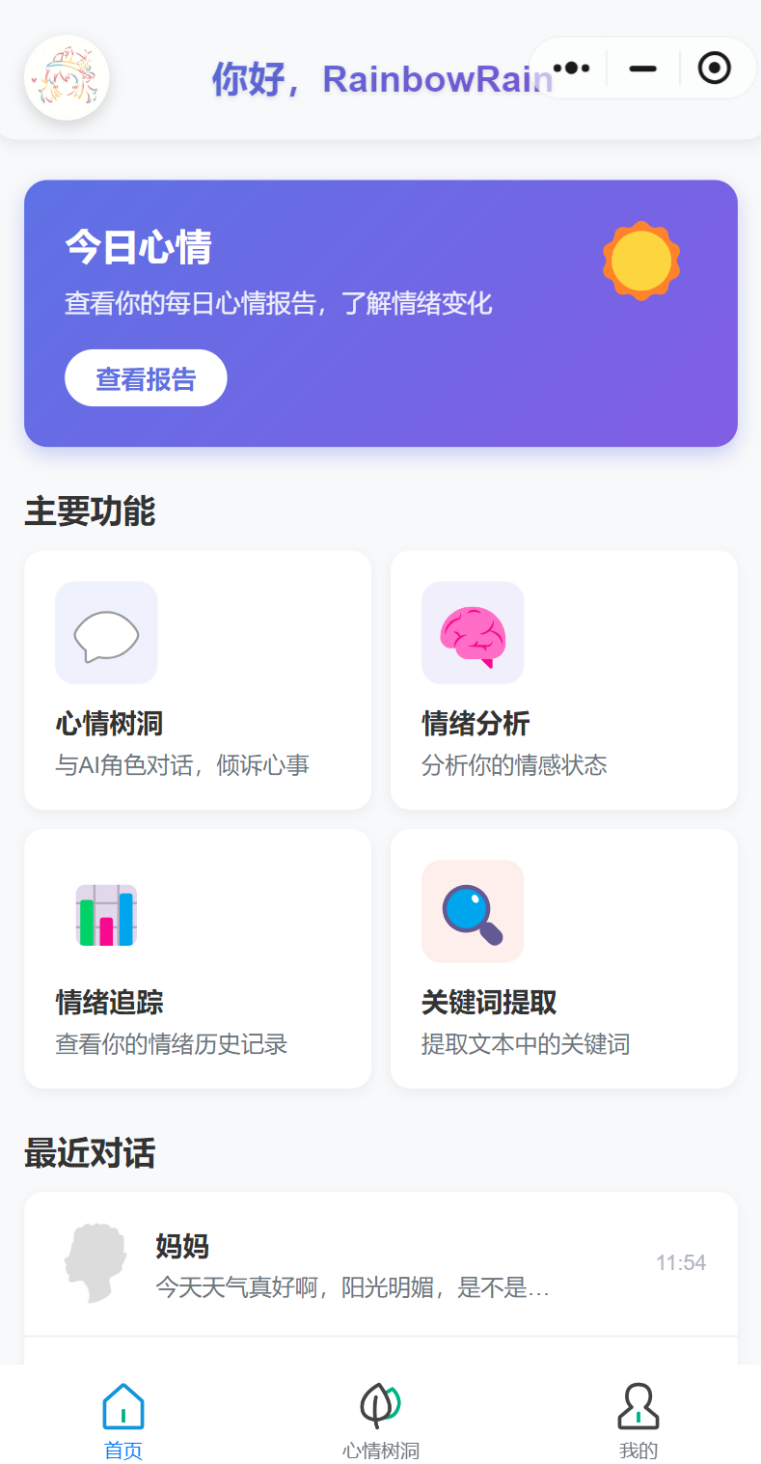 你好，RainbowRain
今日心情
查看你的每日心情报告，了解情绪变化
查看报告
主要功能
心情树洞
与AI角色对话，倾诉心事
情绪分析
分析你的情感状态
情绪追踪
查看你的情绪历史记录
关键词提取
提取文本中的关键词
最近对话
妈妈
11:54
今天天气真好啊，阳光明媚，是不是…
首页
心情树洞
我的